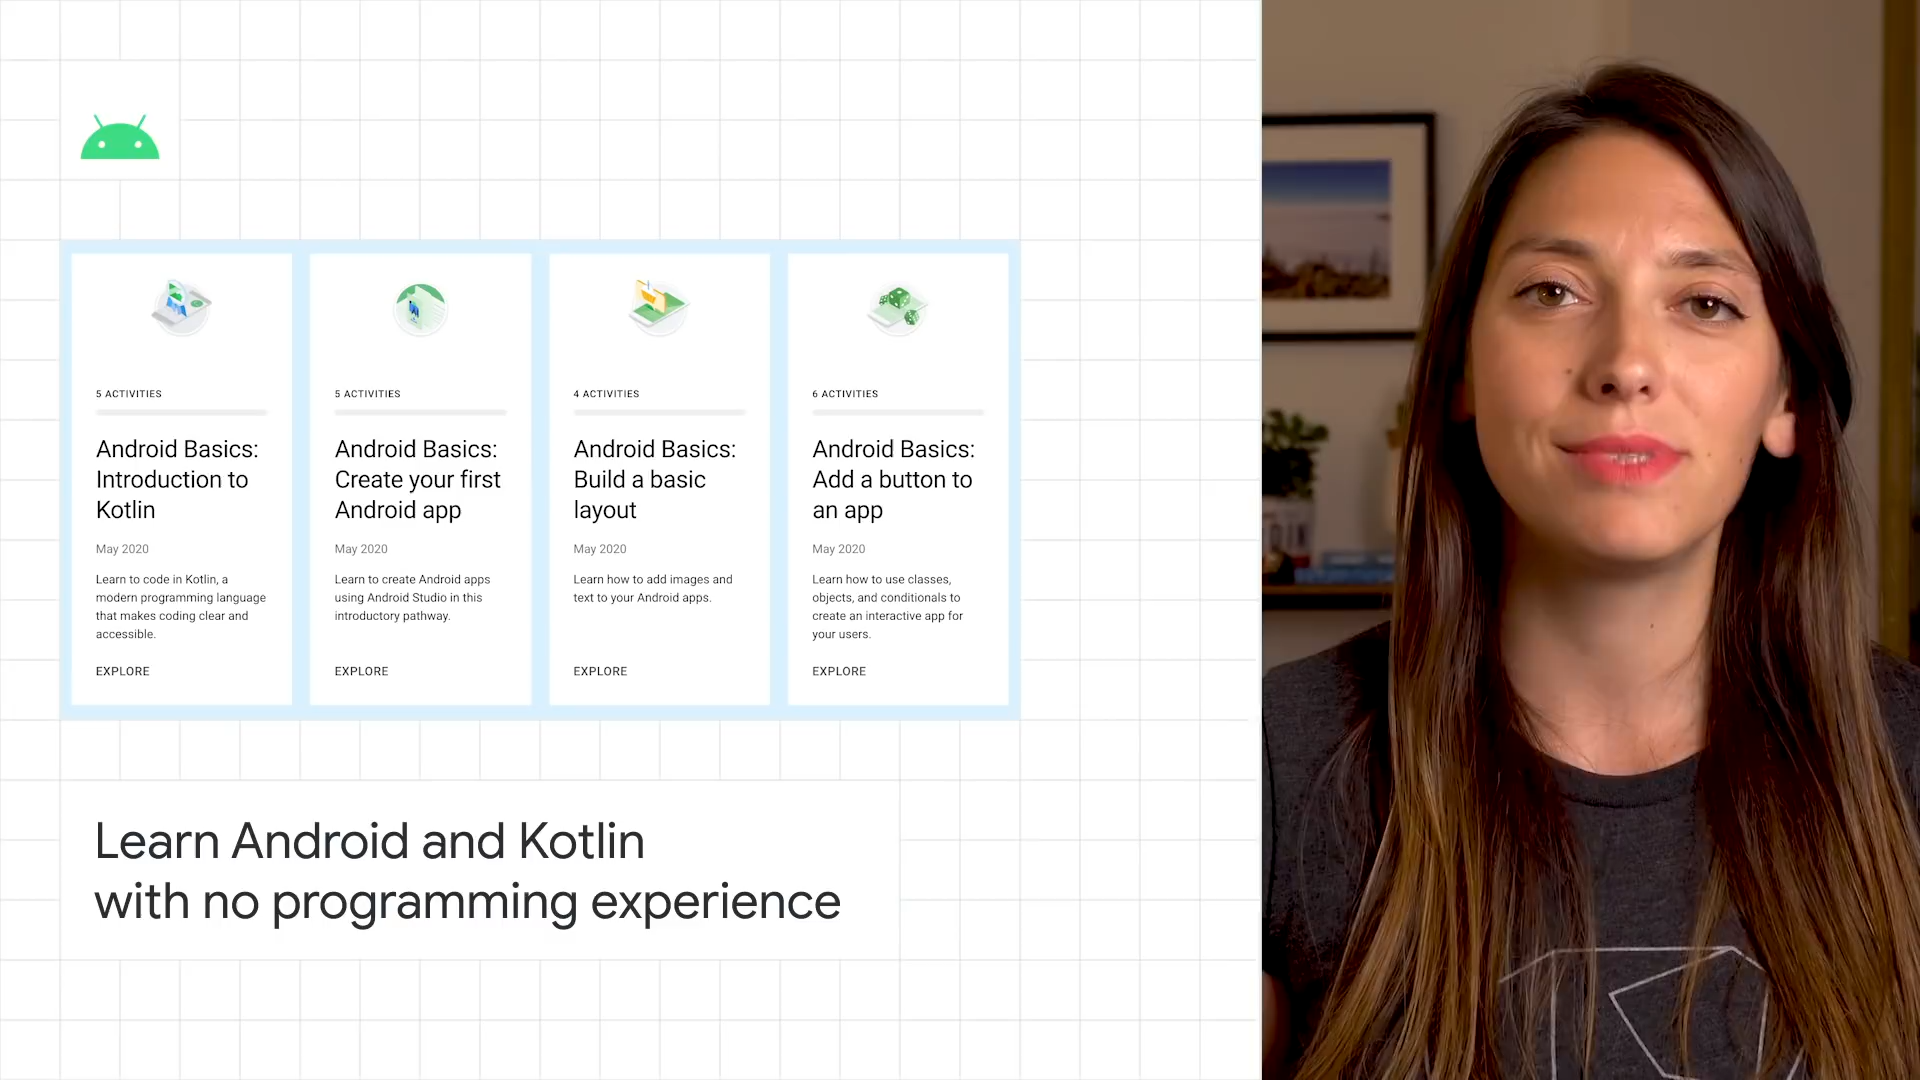 5 ACTIVITIES
Android Basics:
Introduction to
Kotlin
May 2020
Learn to code in Kotlin, a
modern programming language
that makes coding clear and
accessible.
EXPLORE
5 ACTIVITIES
Android Basics:
Create your first
Android app
May 2020
Learn to create Android apps
using Android Studio in this
introductory pathway.
EXPLORE
4 ACTIVITIES
Android Basics:
Build a basic
layout
May 2020
Learn how to add images and
text to your Android apps.
EXPLORE
6 ACTIVITIES
Android Basics:
Add a button to
an app
May 2020
Learn how to use classes,
objects, and conditionals to
create an interactive app for
your users.
EXPLORE
Learn Android and Kotlin
with no programming experience